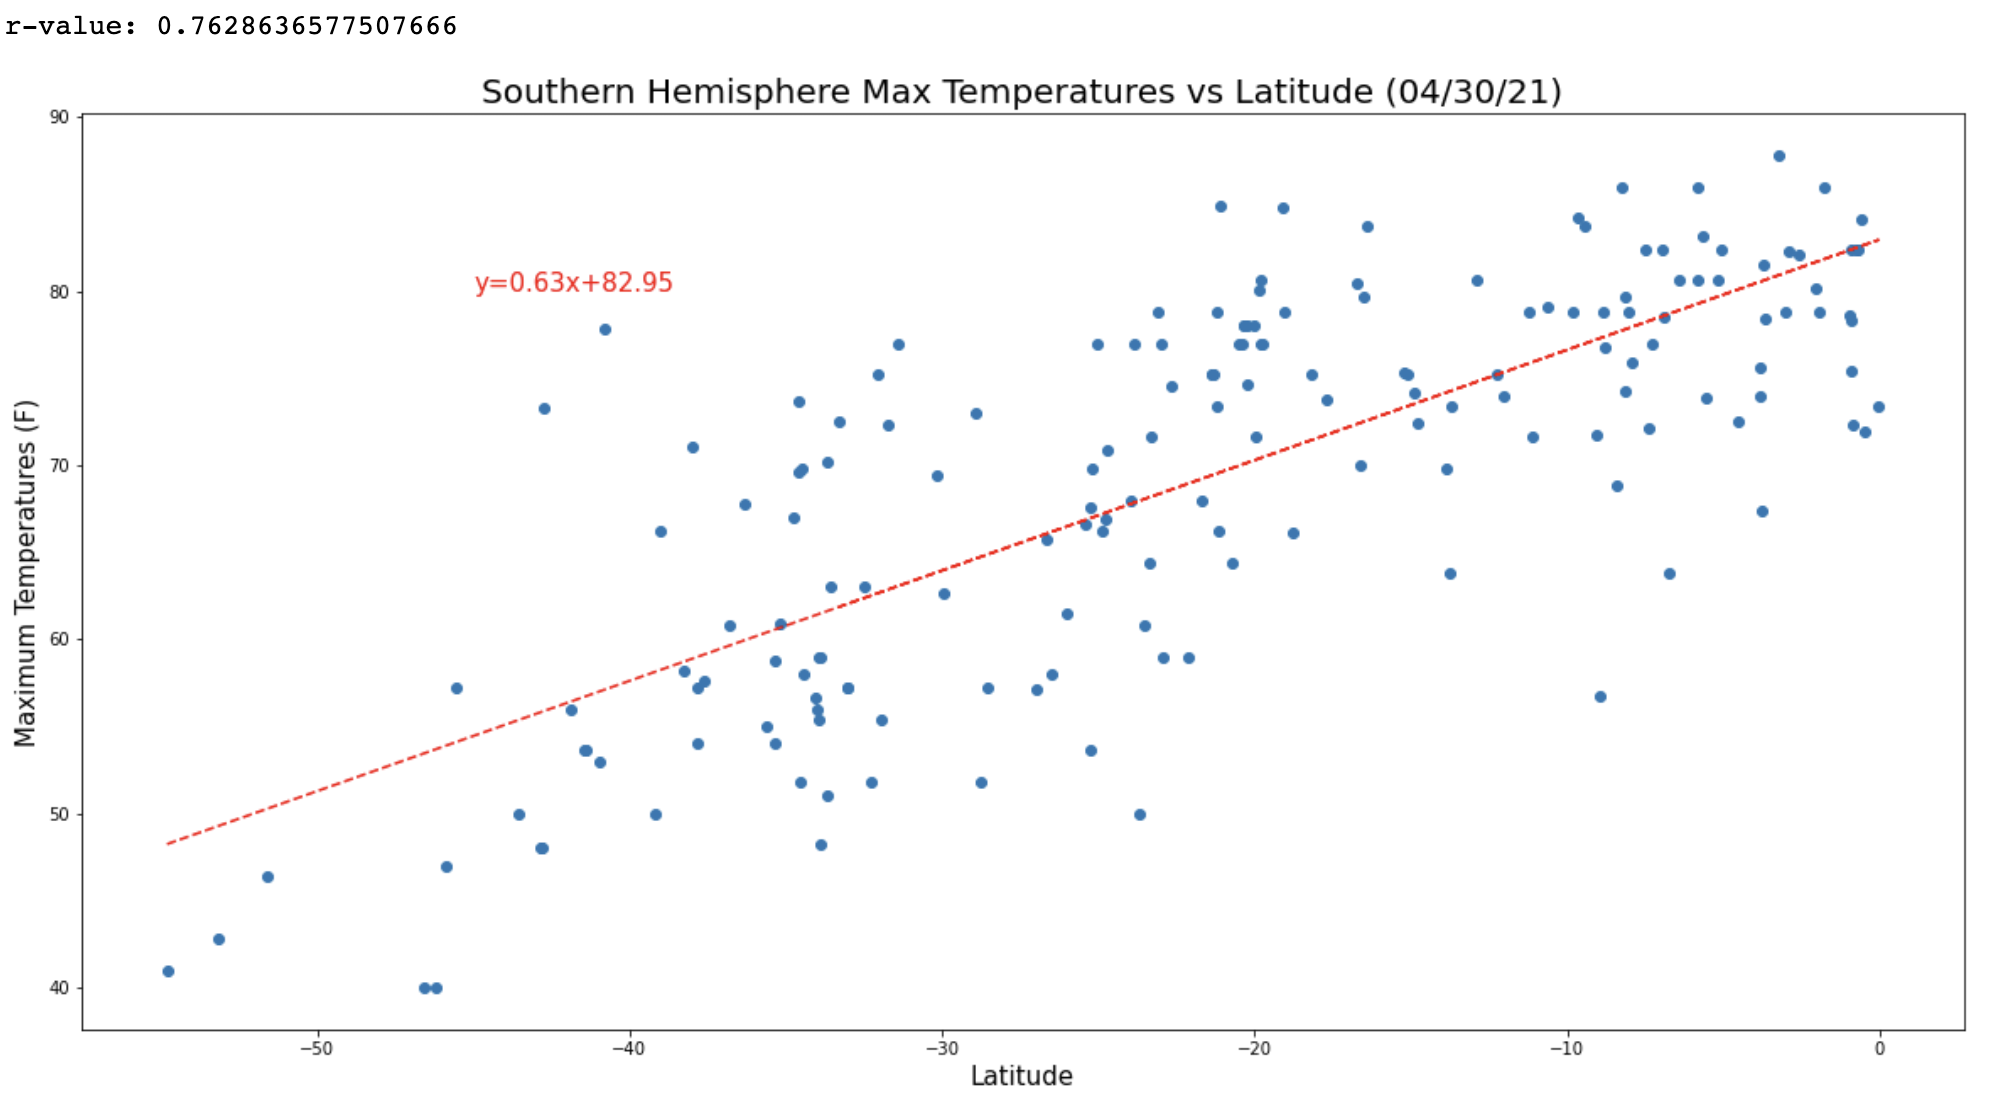 r-value: 0.7628636577507666
Southern Hemisphere Max Temperatures vs Latitude (04/30/21)
90
80
70
60
50
40
Maximum Temperatures (F)
y=0.63x+82.95
−50 −40 −30 −20 −10 0
Latitude